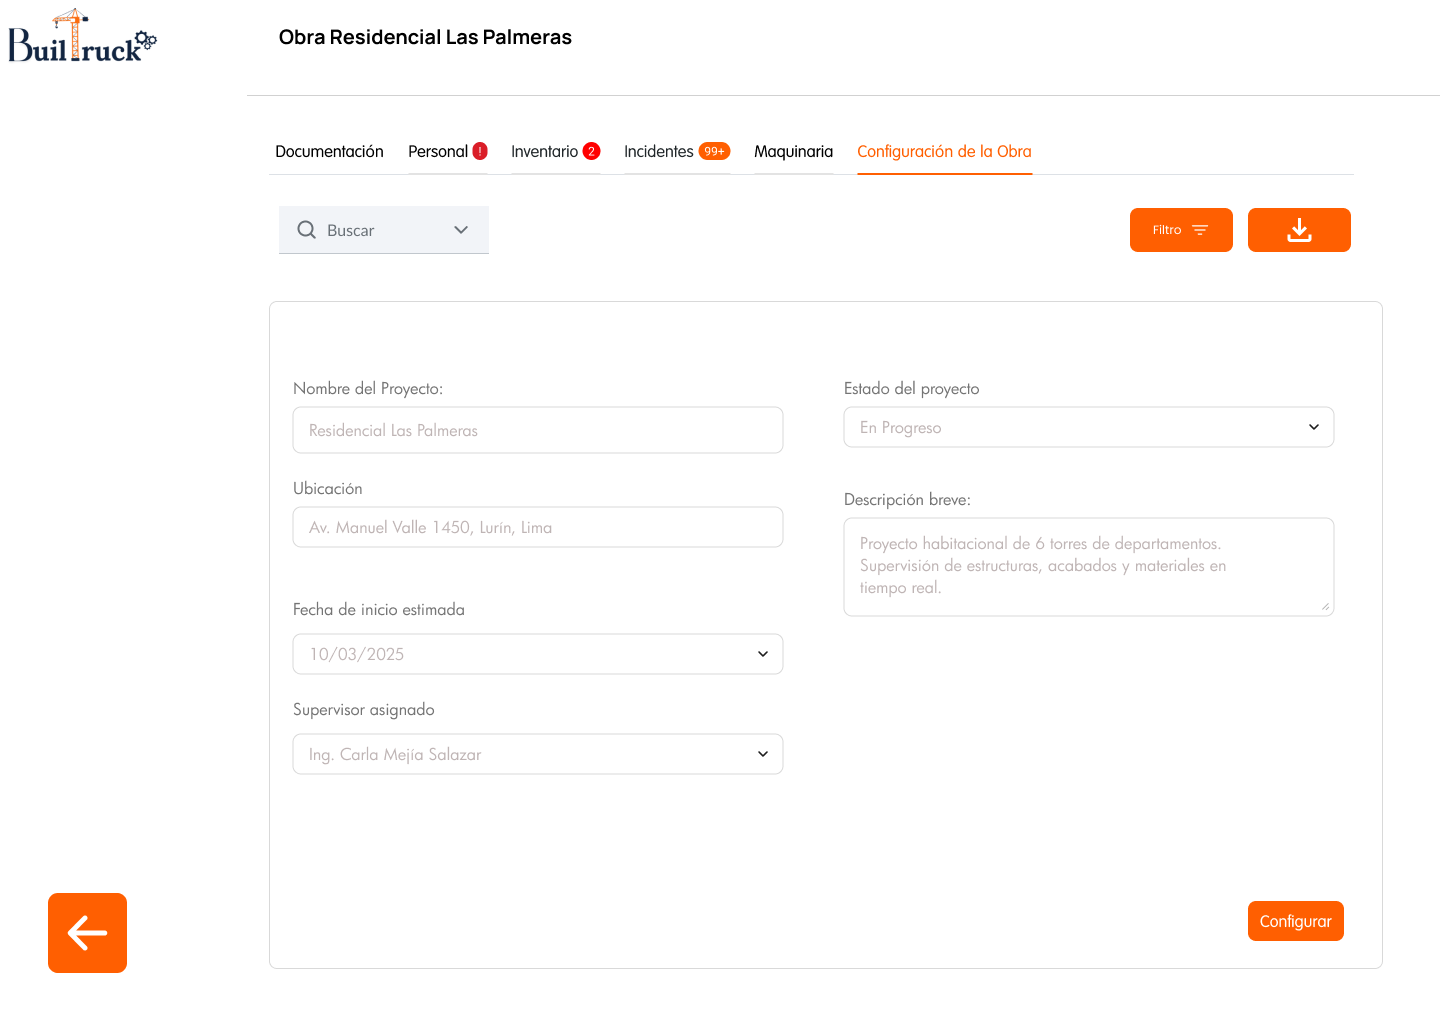 BuilTruck
Obra Residencial Las Palmeras
Documentación Personal ! Inventario 2 Incidentes 99+ Maquinaria Configuración de la Obra
Buscar
Filtro
Nombre del Proyecto:
Residencial Las Palmeras
Ubicación
Av. Manuel Valle 1450, Lurín, Lima
Fecha de inicio estimada
10/03/2025
Supervisor asignado
Ing. Carla Mejía Salazar
Estado del proyecto
En Progreso
Descripción breve:
Proyecto habitacional de 6 torres de departamentos.
Supervisión de estructuras, acabados y materiales en
tiempo real.
Configurar